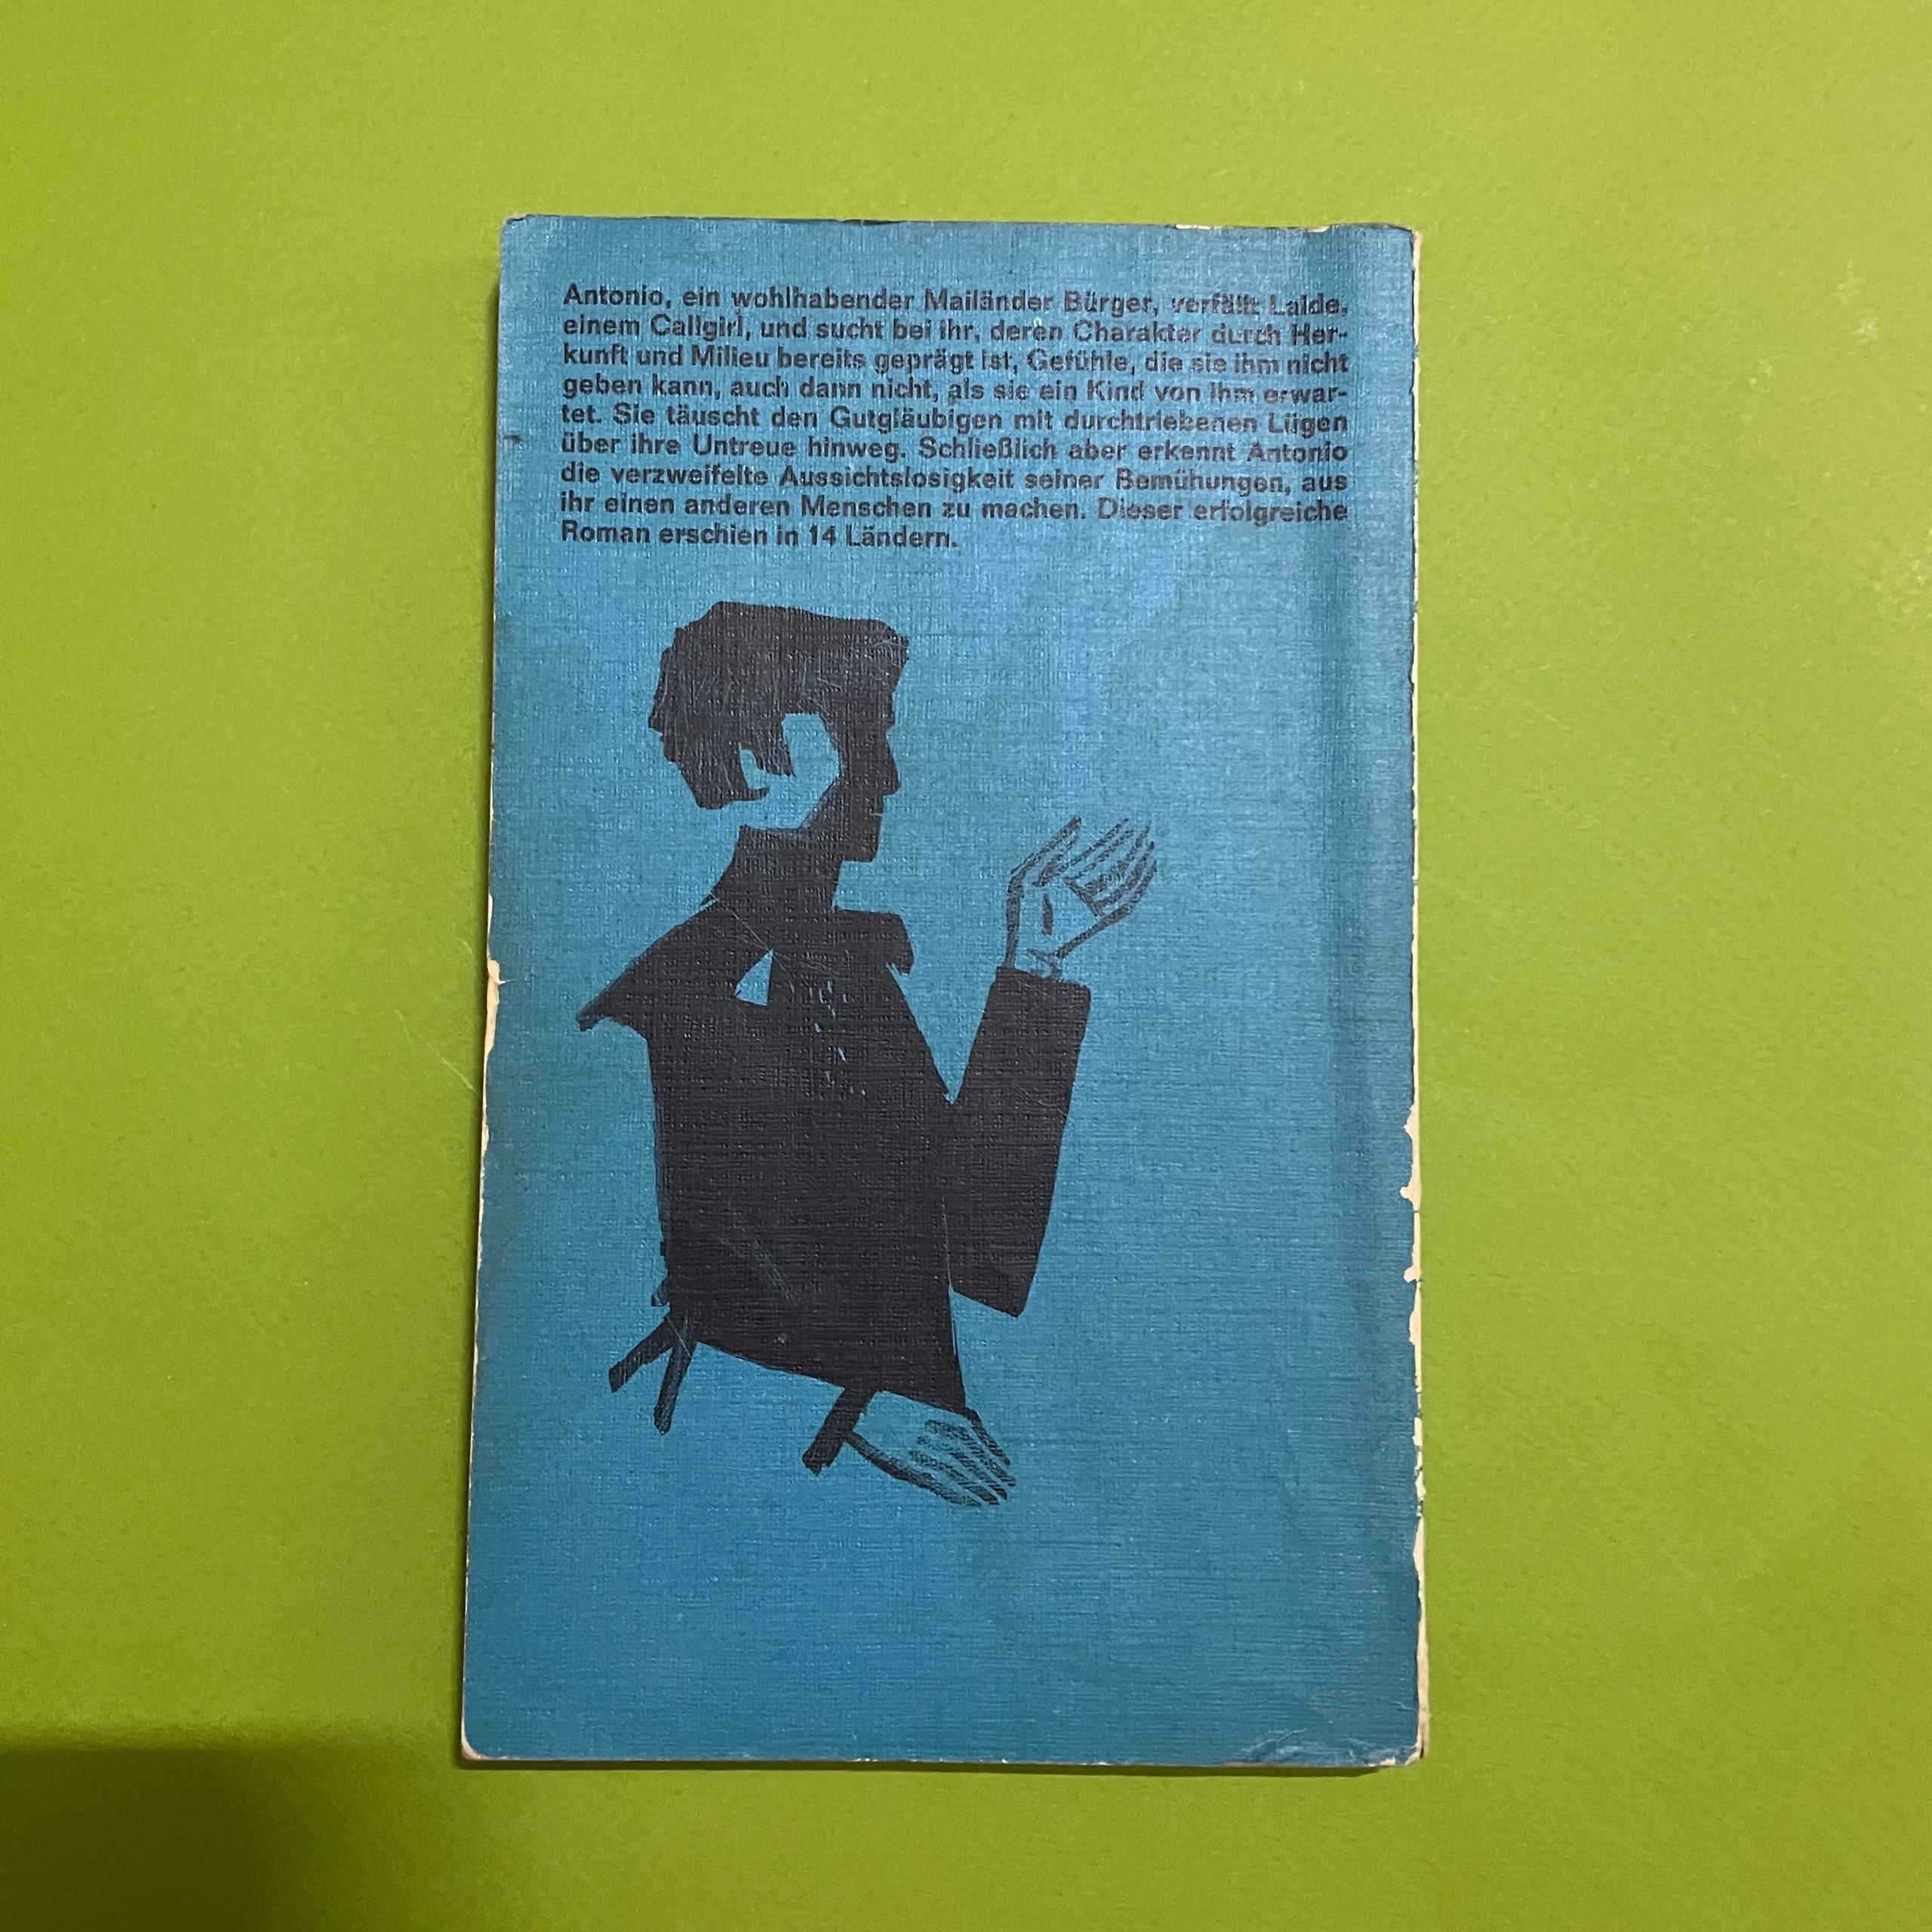 Antonio, ein wohlhabender Mailänder Bürger, verfällt Laide,
einem Callgirl, und sucht bei ihr, deren Charakter durch Her-
kunft und Milieu bereits geprägt ist, Gefühle, die sie ihm nicht
geben kann, auch dann nicht, als sie ein Kind von ihm erwar-
tet. Sie täuscht den Gutgläubigen mit durchtriebenen Lügen
über ihre Untreue hinweg. Schließlich aber erkennt Antonio
die verzweifelte Aussichtslosigkeit seiner Bemühungen, aus
ihr einen anderen Menschen zu machen. Dieser erfolgreiche
Roman erschien in 14 Ländern.